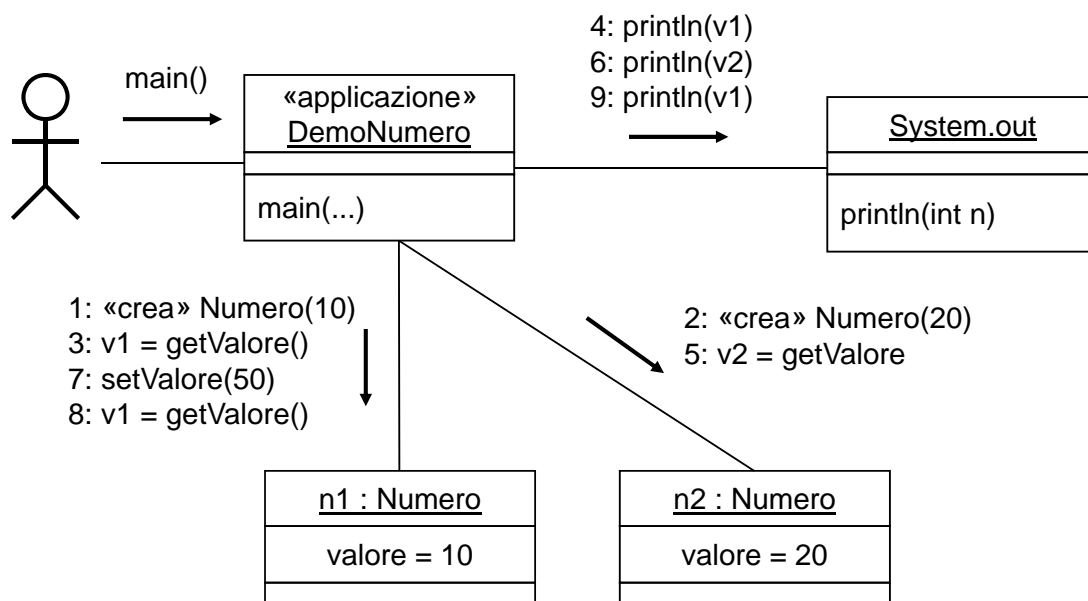 4: println(v1)
6: println(v2)
9: println(v1)
main()
«applicazione»
DemoNumero
main(...)
System.out
println(int n)
1: «crea» Numero(10)
3: v1 = getValore()
7: setValore(50)
8: v1 = getValore()
2: «crea» Numero(20)
5: v2 = getValore
n1 : Numero
valore = 10
n2 : Numero
valore = 20